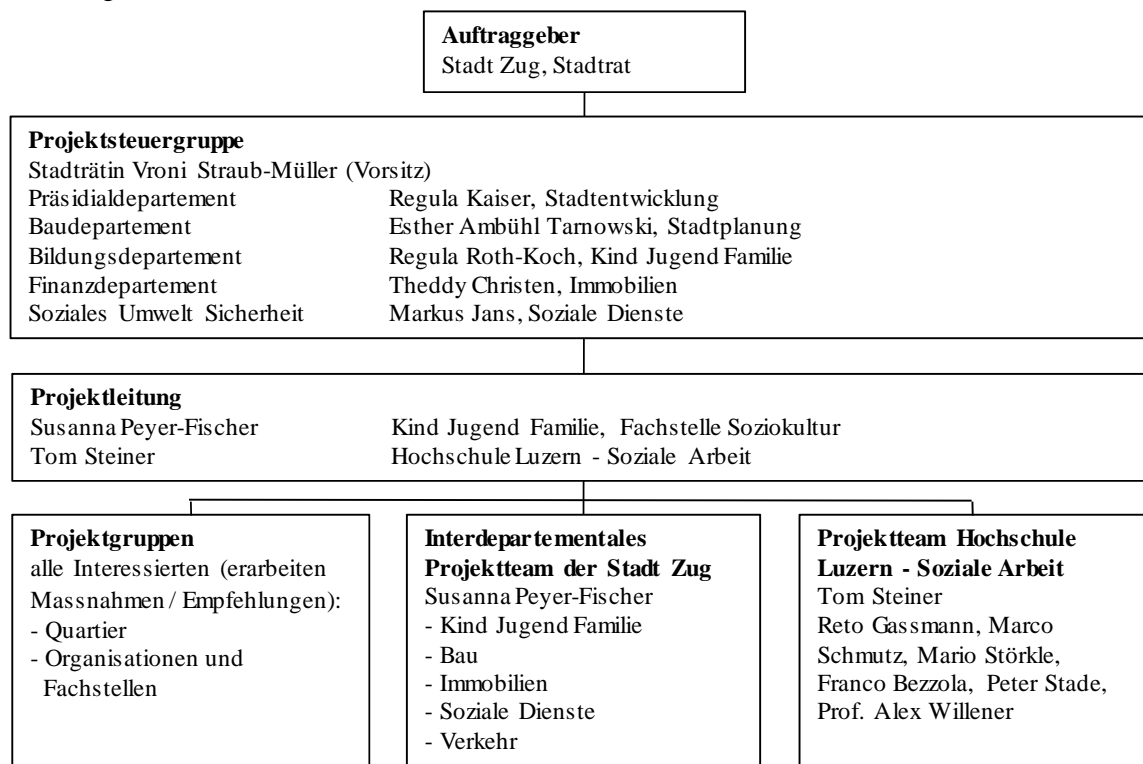 Auftraggeber
Stadt Zug, Stadtrat
Projektsteuergruppe
Stadträtin Vroni Straub-Müller (Vorsitz)
Präsidialdepartement Regula Kaiser, Stadtentwicklung
Baudepartement Esther Ambühl Tarnowski, Stadtplanung
Bildungsdepartement Regula Roth-Koch, Kind Jugend Familie
Finanzdepartement Theddy Christen, Immobilien
Soziales Umwelt Sicherheit Markus Jans, Soziale Dienste
Projektleitung
Susanna Peyer-Fischer Kind Jugend Familie, Fachstelle Soziokultur
Tom Steiner Hochschule Luzern - Soziale Arbeit
Projektgruppen
alle Interessierten (erarbeiten
Massnahmen / Empfehlungen):
- Quartier
- Organisationen und
Fachstellen
Interdepartementales
Projektteam der Stadt Zug
Susanna Peyer-Fischer
- Kind Jugend Familie
- Bau
- Immobilien
- Soziale Dienste
- Verkehr
Projektteam Hochschule
Luzern - Soziale Arbeit
Tom Steiner
Reto Gassmann, Marco
Schmutz, Mario Störkle,
Franco Bezzola, Peter Stade,
Prof. Alex Willener